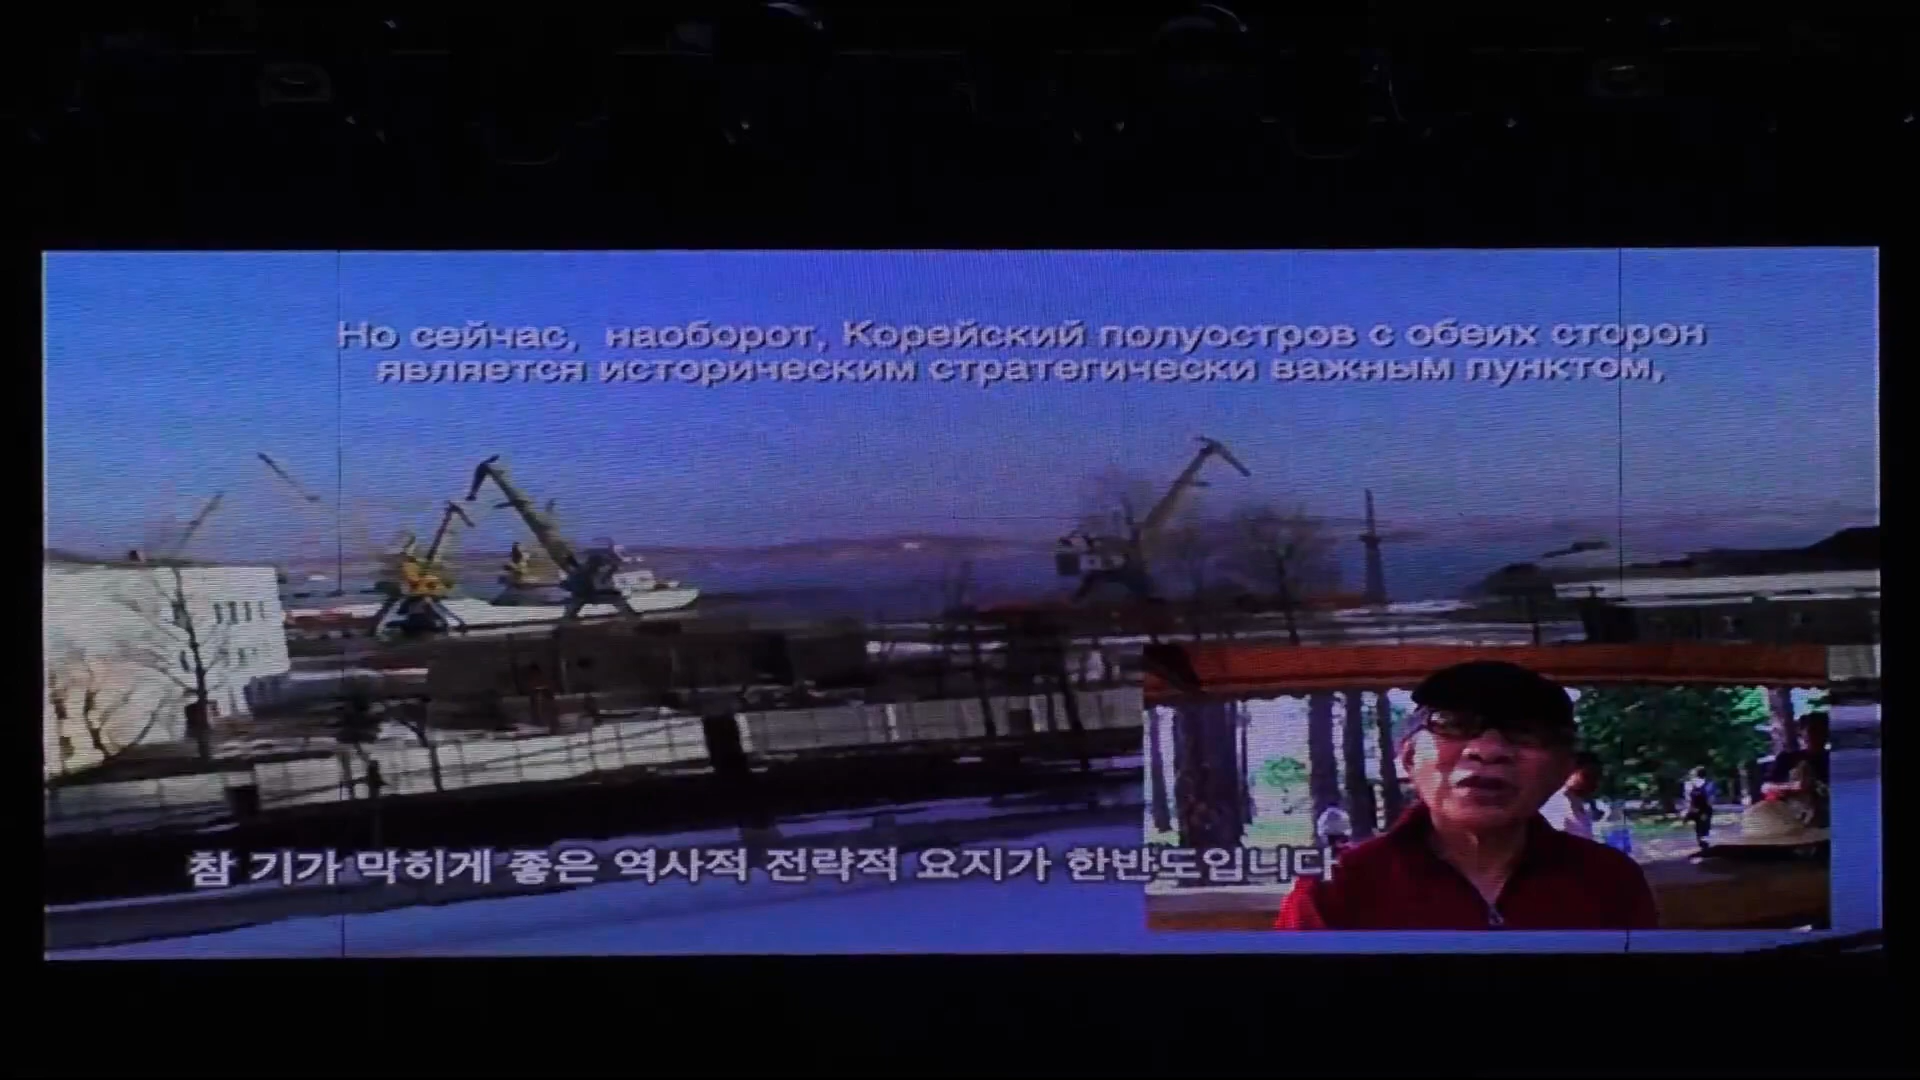 Но сейчас, наоборот, Корейский полуостров с обеих сторон
является историческим стратегически важным пунктом,
참 기가 막히게 좋은 역사적 전략적 요지가 한반도입니다